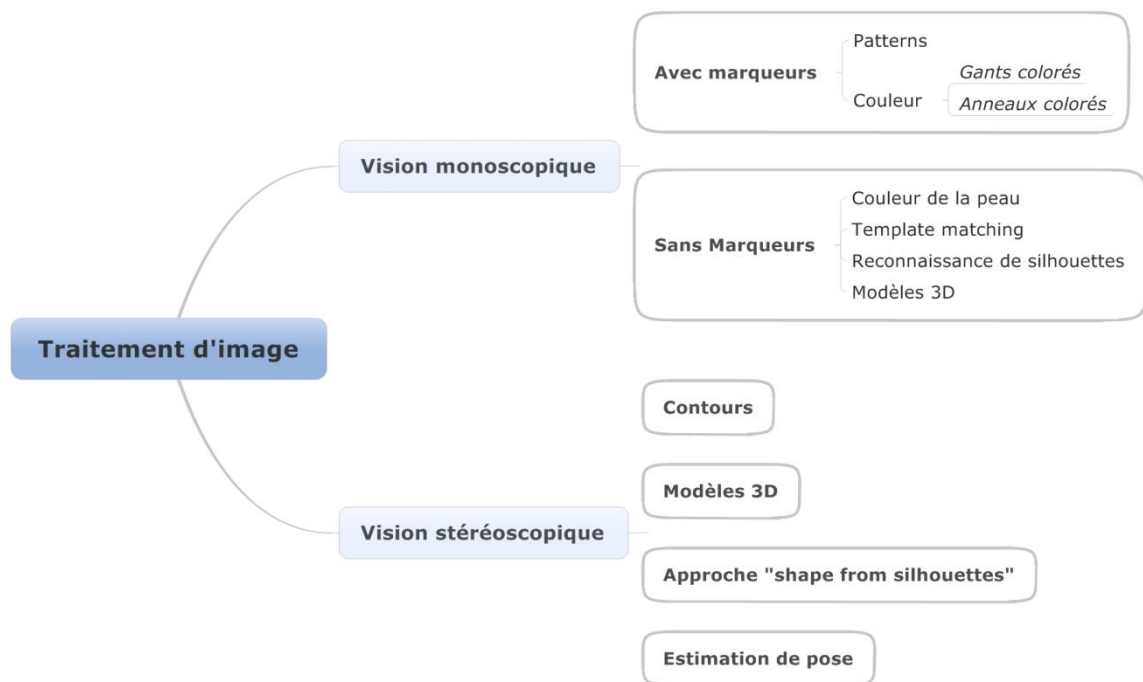 Traitement d'image
Vision monoscopique
Avec marqueurs
Patterns
Couleur
Gants colorés
Anneaux colorés
Sans Marqueurs
Couleur de la peau
Template matching
Reconnaissance de silhouettes
Modèles 3D
Vision stéréoscopique
Contours
Modèles 3D
Approche "shape from silhouettes"
Estimation de pose